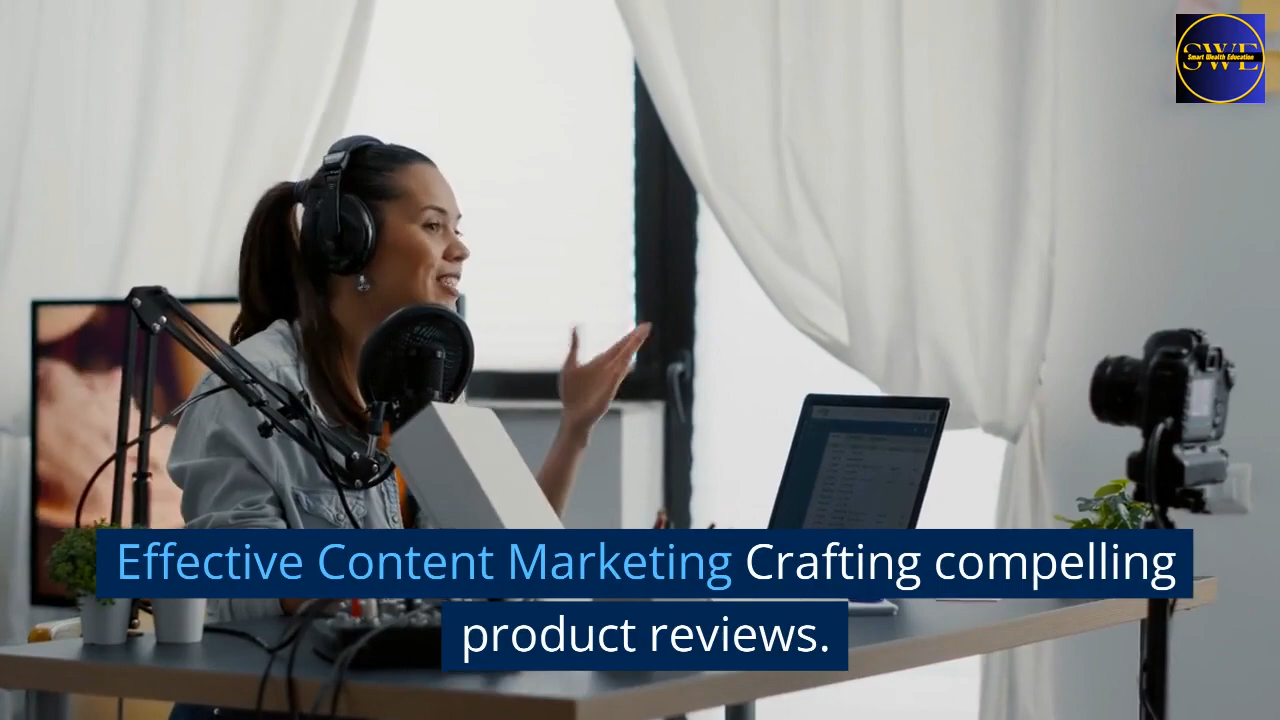 SWE
Smart Wealth Education
Effective Content Marketing Crafting compelling
product reviews.